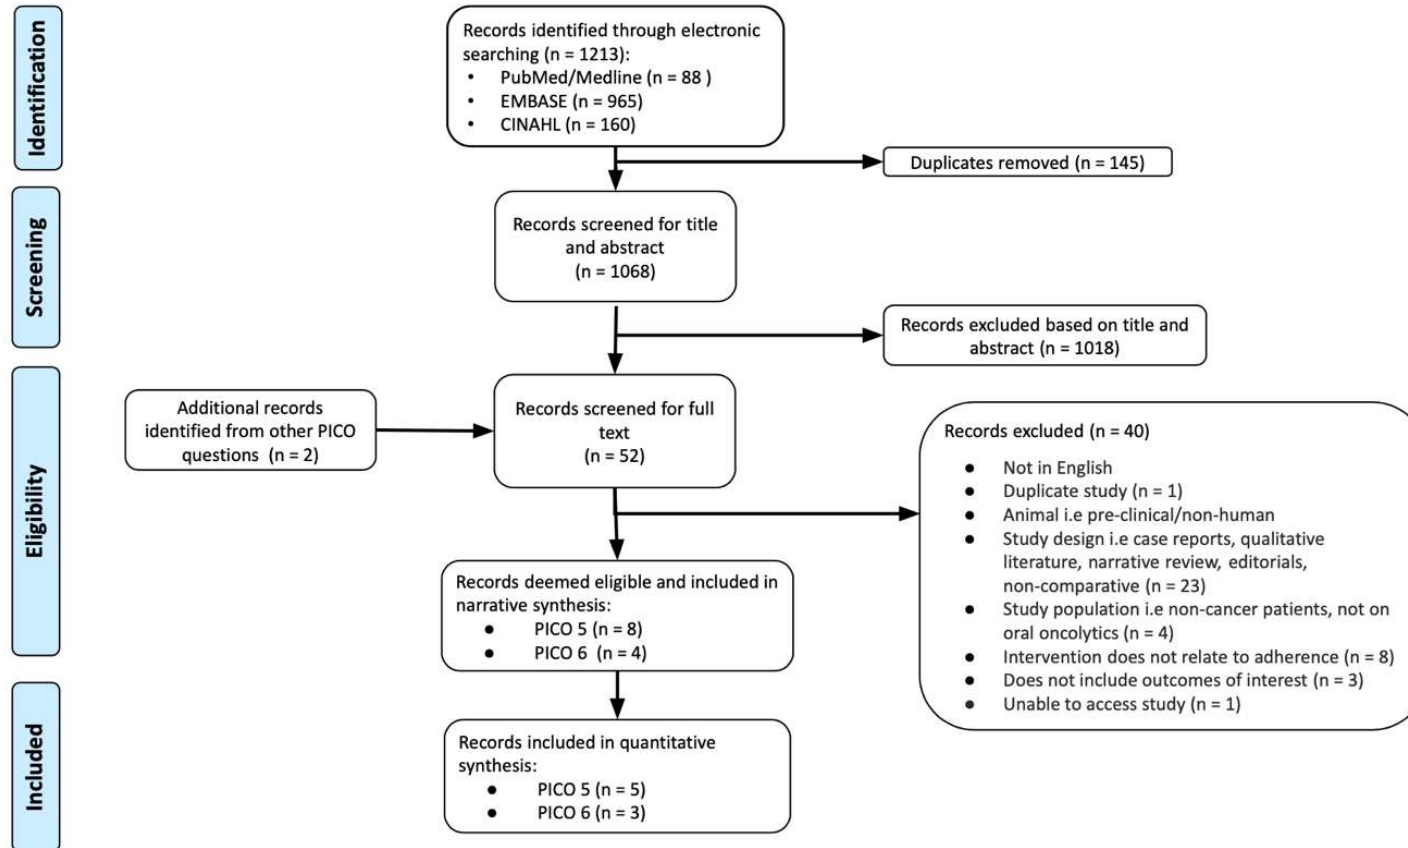 Identification
Records identified through electronic
searching (n = 1213):
• PubMed/Medline (n = 88 )
• EMBASE (n = 965)
• CINAHL (n = 160)
Duplicates removed (n = 145)
Screening
Records screened for title
and abstract
(n = 1068)
Records excluded based on title and
abstract (n = 1018)
Eligibility
Additional records
identified from other PICO
questions (n = 2)
Records screened for full
text
(n = 52)
Records excluded (n = 40)
● Not in English
● Duplicate study (n = 1)
● Animal i.e pre-clinical/non-human
● Study design i.e case reports, qualitative
literature, narrative review, editorials,
non-comparative (n = 23)
● Study population i.e non-cancer patients, not on
oral oncolytics (n = 4)
● Intervention does not relate to adherence (n = 8)
● Does not include outcomes of interest (n = 3)
● Unable to access study (n = 1)
Records deemed eligible and included in
narrative synthesis:
● PICO 5 (n = 8)
● PICO 6 (n = 4)
Included
Records included in quantitative
synthesis:
● PICO 5 (n = 5)
● PICO 6 (n = 3)